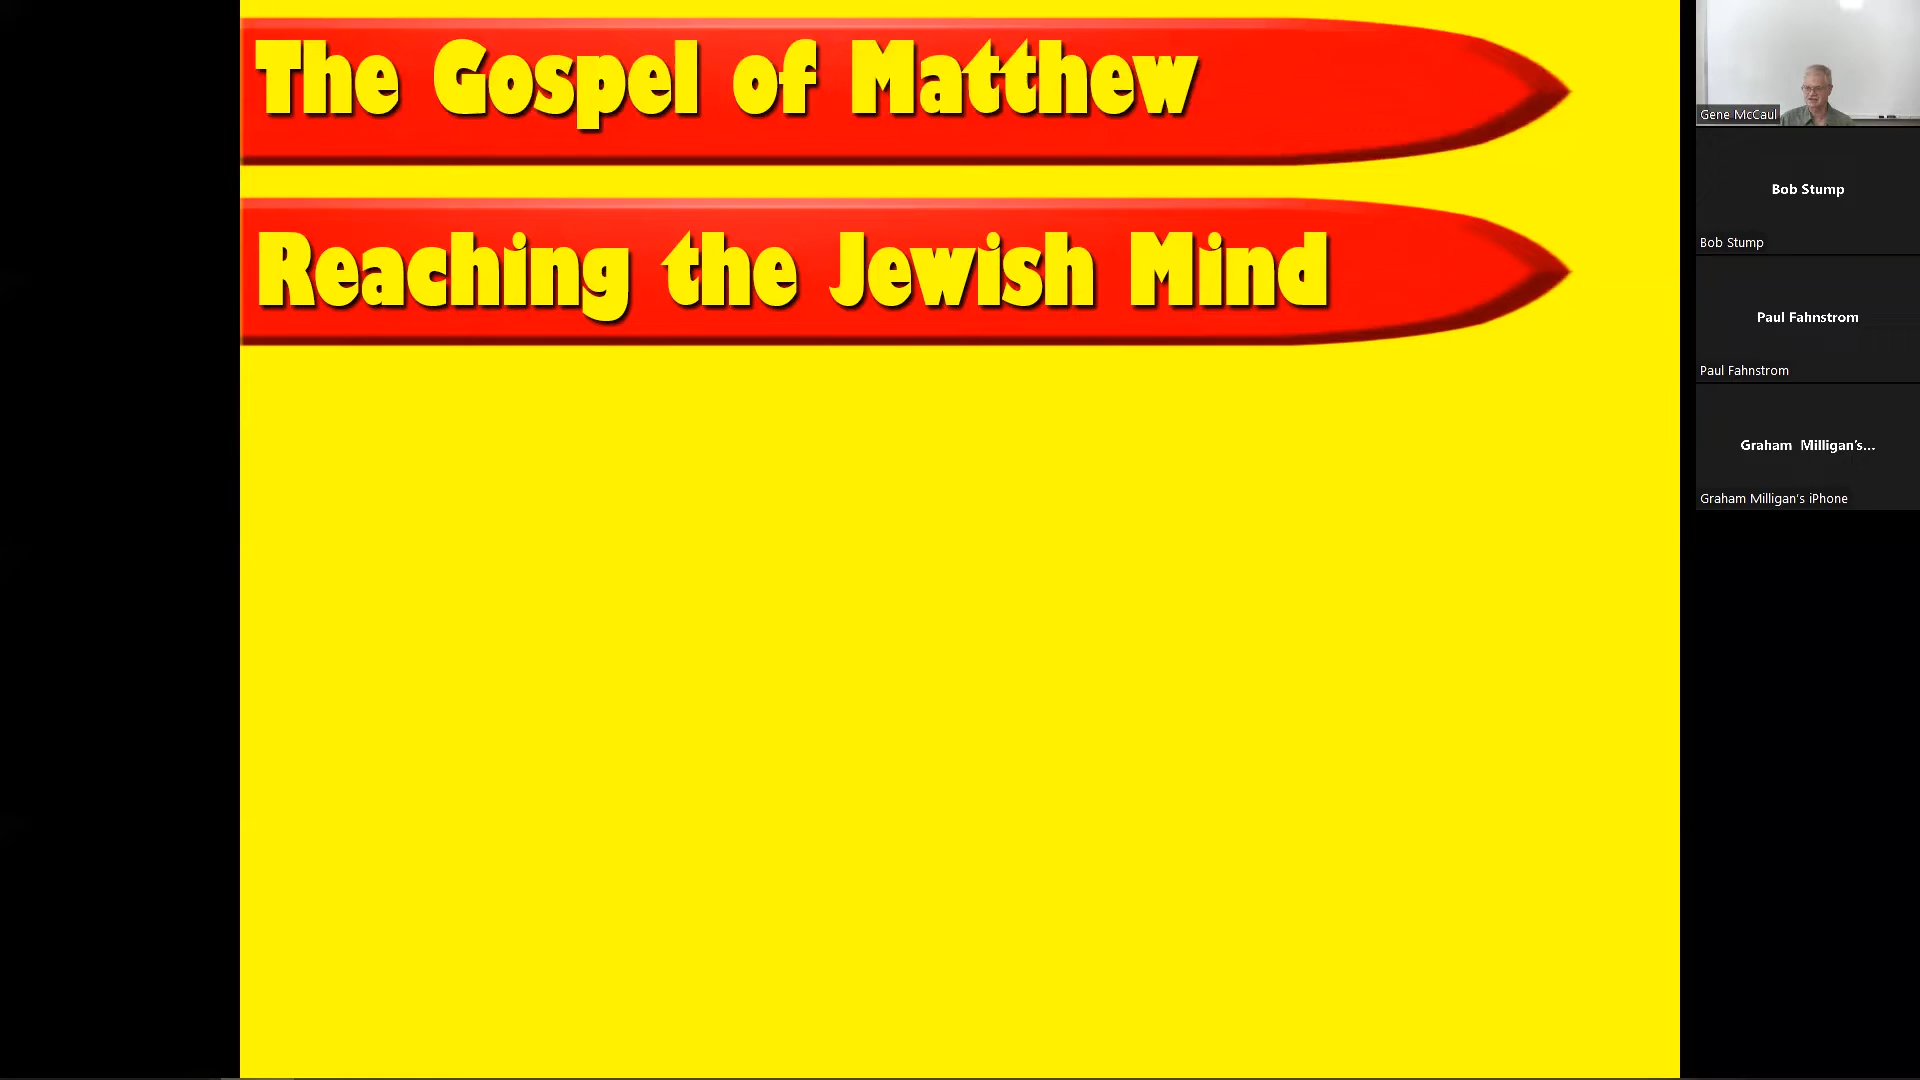 The Gospel of Matthew
Reaching the Jewish Mind
Gene McCaul
Bob Stump
Bob Stump
Paul Fahnstrom
Paul Fahnstrom
Graham Milligan's...
Graham Milligan's iPhone